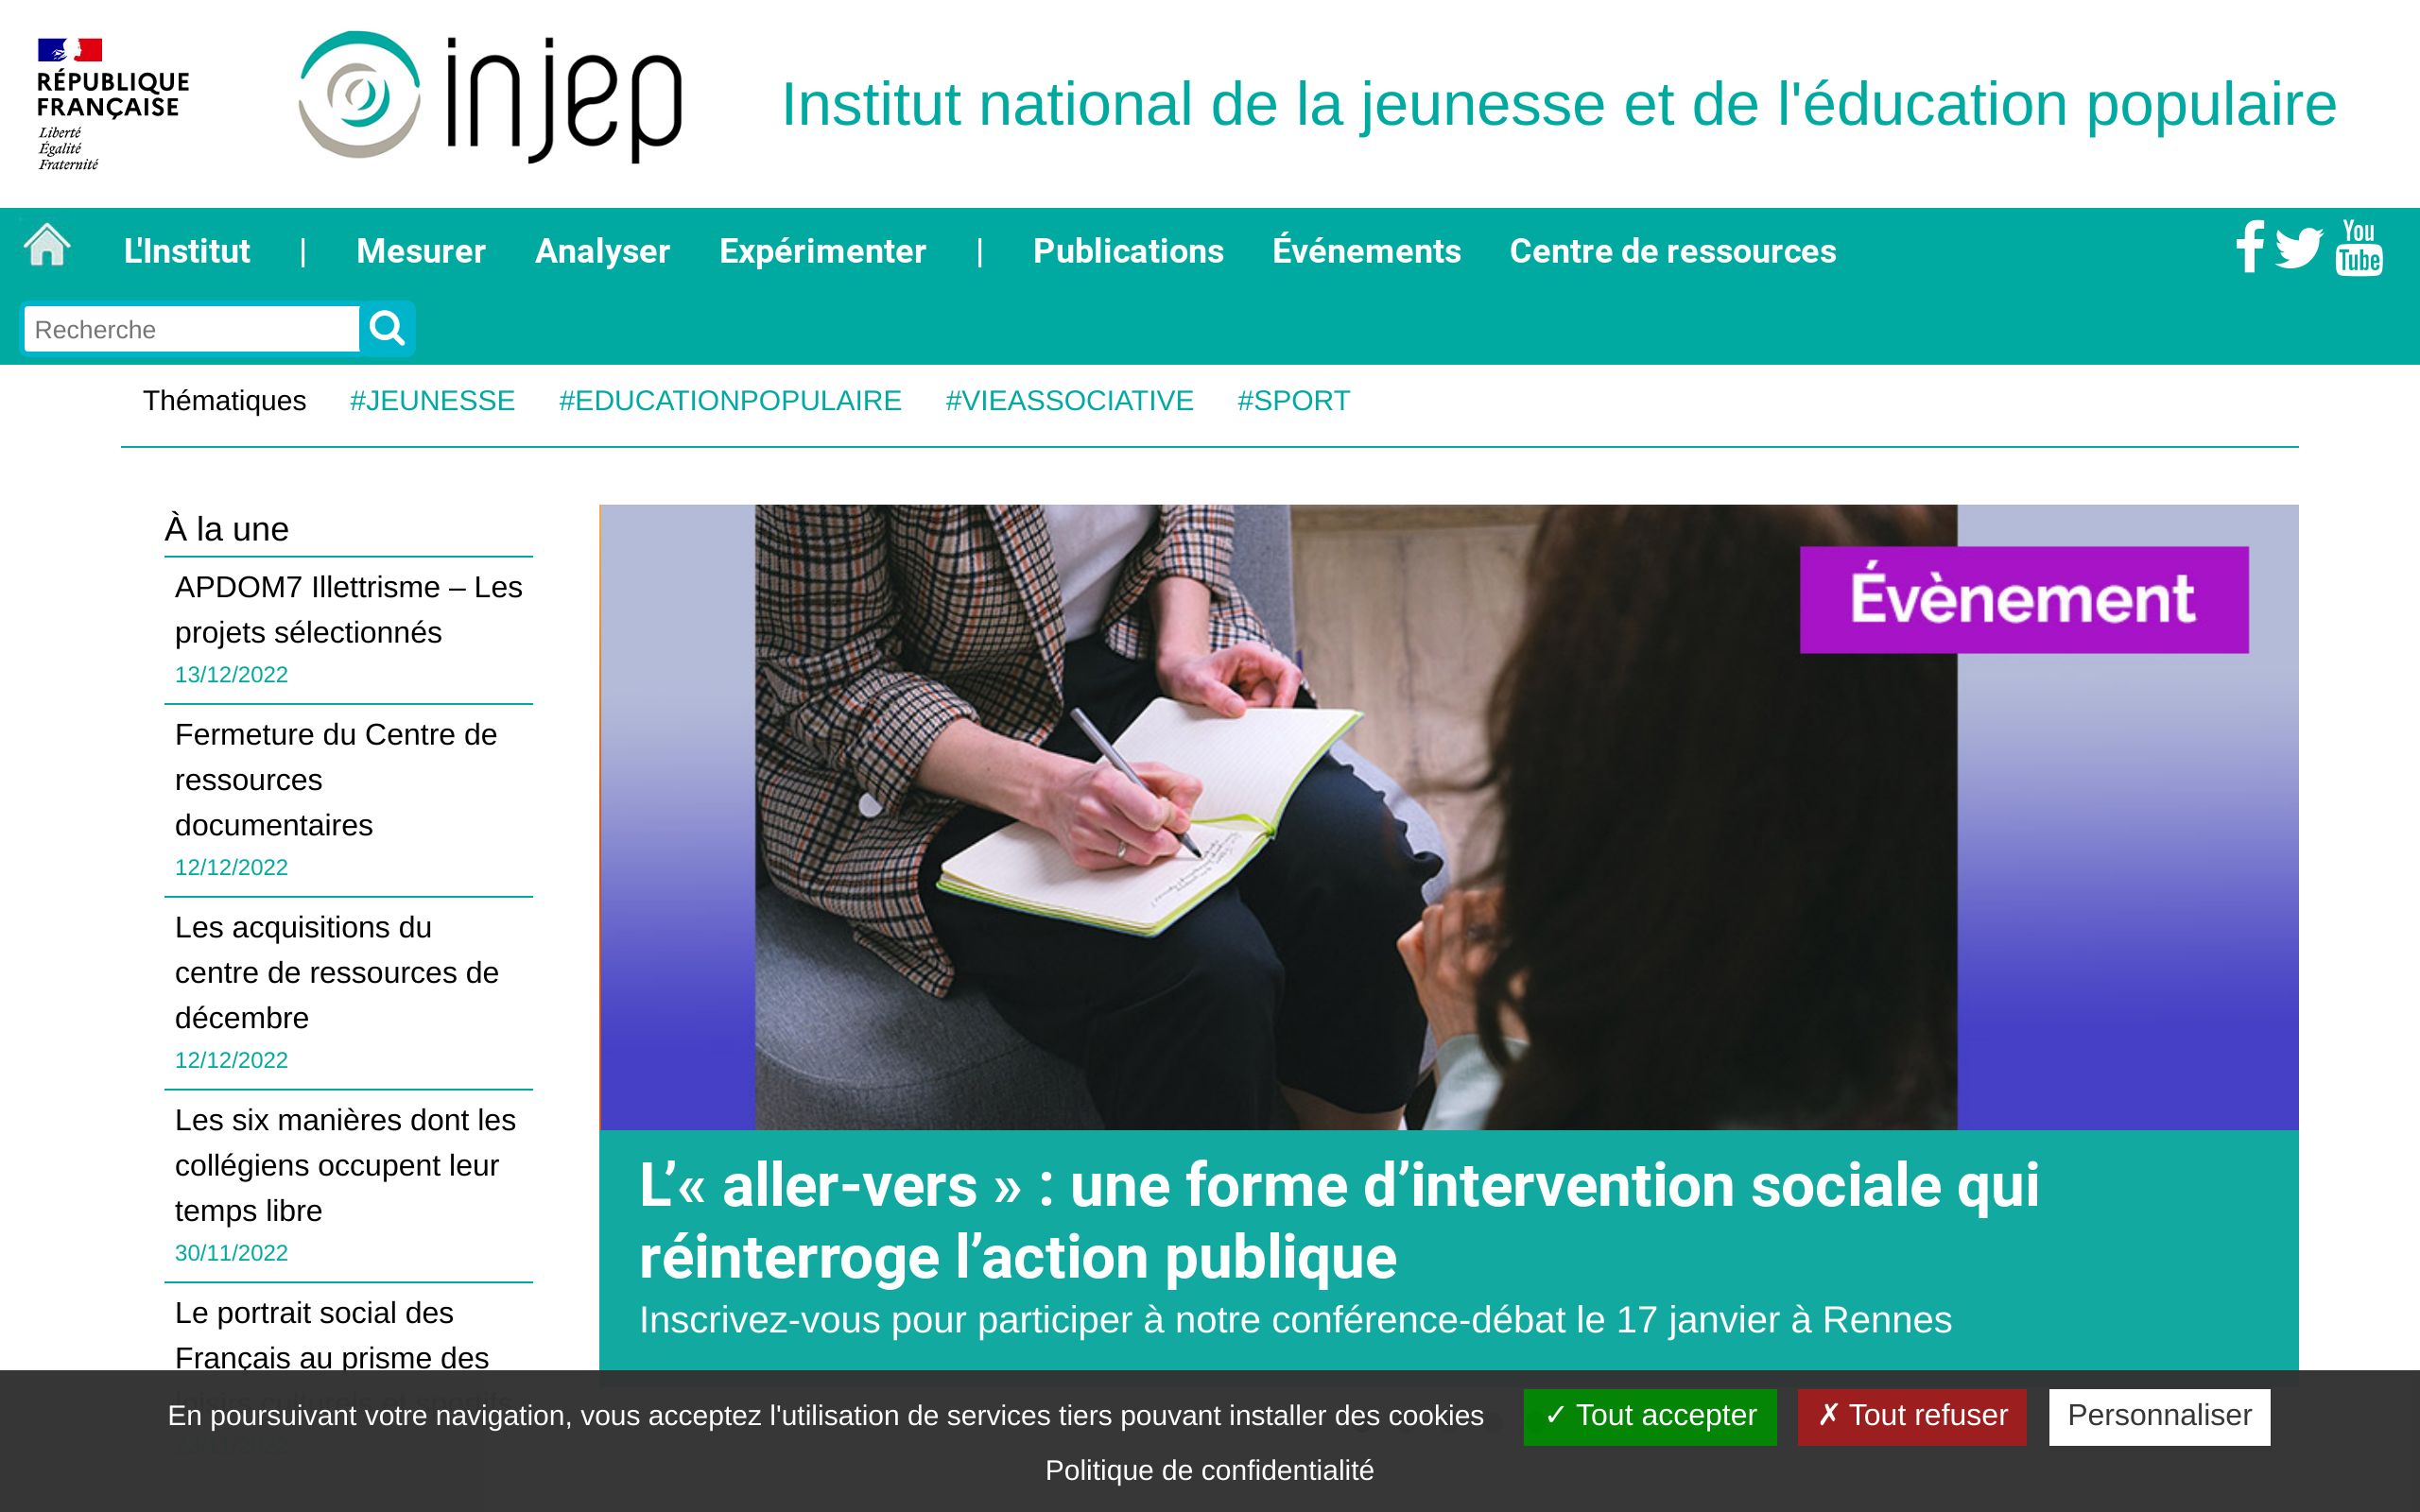 RÉPUBLIQUE
FRANÇAISE
Liberté
Égalité
Fraternité
injep
Institut national de la jeunesse et de l'éducation populaire
L'Institut | Mesurer Analyser Expérimenter | Publications Événements Centre de ressources
You
Tube
Recherche
Thématiques #JEUNESSE #EDUCATIONPOPULAIRE #VIEASSOCIATIVE #SPORT
À la une
APDOM7 Illettrisme – Les
projets sélectionnés
13/12/2022
Fermeture du Centre de
ressources
documentaires
12/12/2022
Les acquisitions du
centre de ressources de
décembre
12/12/2022
Les six manières dont les
collégiens occupent leur
temps libre
30/11/2022
Le portrait social des
Français au prisme des
Évènement
L’« aller-vers » : une forme d’intervention sociale qui
réinterroge l’action publique
Inscrivez-vous pour participer à notre conférence-débat le 17 janvier à Rennes
En poursuivant votre navigation, vous acceptez l'utilisation de services tiers pouvant installer des cookies
✓ Tout accepter
✗ Tout refuser
Personnaliser
Politique de confidentialité